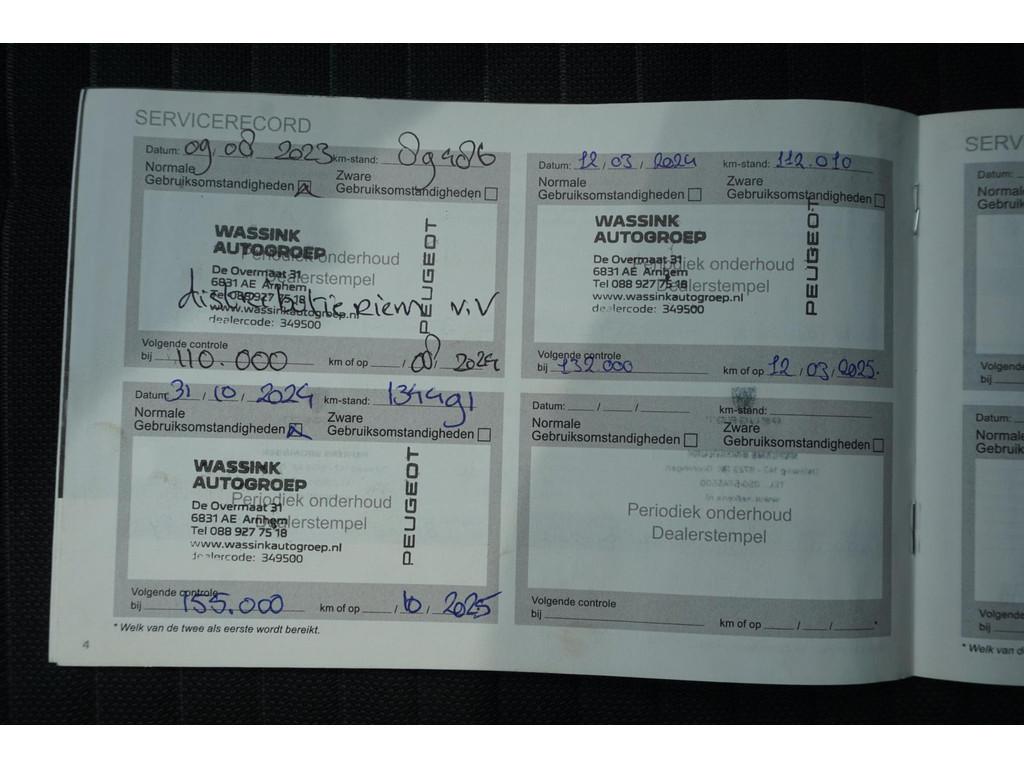 SERVICERECORD
Datum: 09/08 2023 km-stand: 89486
Normale Zware
Gebruiksomstandigheden Gebruiksomstandigheden
WASSINK
AUTOGROEP
Periodiek onderhoud
De Overmaat 31
Dealerstempel
6831 AE Arnhem
Tel 088 927 75 18
distributieriem v.v
www.wassinkautogroep.nl
dealercode: 349500
PEUGEOT
Volgende controle
bij 110.000 km of op / 08 / 2024
Datum: 12 / 03 / 2024 km-stand: 112.010
Normale Zware
Gebruiksomstandigheden Gebruiksomstandigheden
WASSINK
AUTOGROEP
De Overmaat 31
Periodiek onderhoud
6831 AE Arnhem
Tel 088 927 75 18
Dealerstempel
www.wassinkautogroep.nl
dealercode: 349500
PEUGEOT
Volgende controle
bij 132.000 km of op 12 / 03 / 2025.
Datum: 31 / 10 / 2024 km-stand: 134491
Normale Zware
Gebruiksomstandigheden Gebruiksomstandigheden
WASSINK
AUTOGROEP
Periodiek onderhoud
De Overmaat 31
6831 AE Arnhem
Dealerstempel
Tel 088 927 75 18
www.wassinkautogroep.nl
dealercode: 349500
PEUGEOT
Volgende controle
bij 155.000 km of op / 10 / 2025
Datum: / / km-stand:
Normale Zware
Gebruiksomstandigheden Gebruiksomstandigheden
Periodiek onderhoud
Dealerstempel
Volgende controle
bij km of op / / *
* Welk van de twee als eerste wordt bereikt.
4
SERV
Datum:
Normale
Gebruik
Volgende
bij
Datum:
Normale
Gebruik
Volgende
bij
* Welk van d